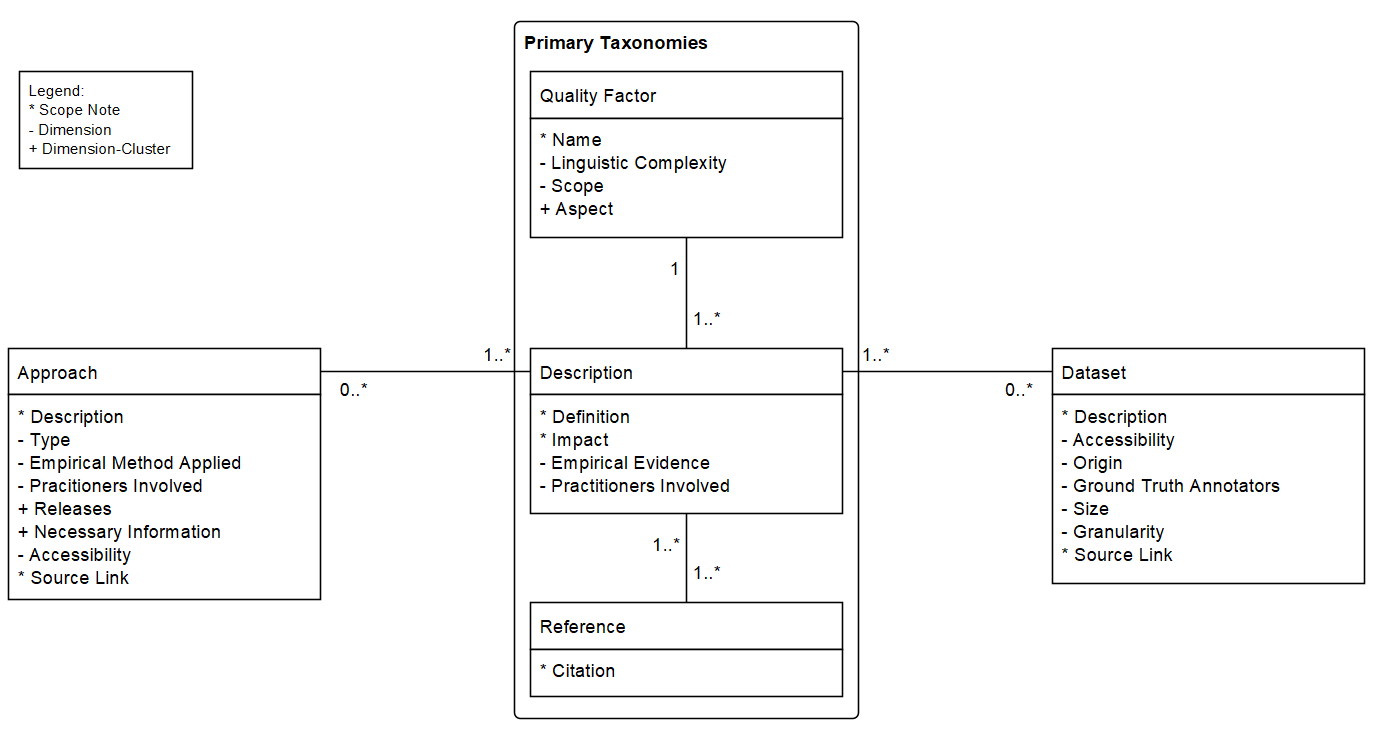 Primary Taxonomies
Legend:
* Scope Note
- Dimension
+ Dimension-Cluster
Quality Factor
* Name
- Linguistic Complexity
- Scope
+ Aspect
1
1..*
Approach
* Description
- Type
- Empirical Method Applied
- Pracitioners Involved
+ Releases
+ Necessary Information
- Accessibility
* Source Link
0..*
1..*
Description
* Definition
* Impact
- Empirical Evidence
- Practitioners Involved
1..*
0..*
Dataset
* Description
- Accessibility
- Origin
- Ground Truth Annotators
- Size
- Granularity
* Source Link
1..*
1..*
Reference
* Citation